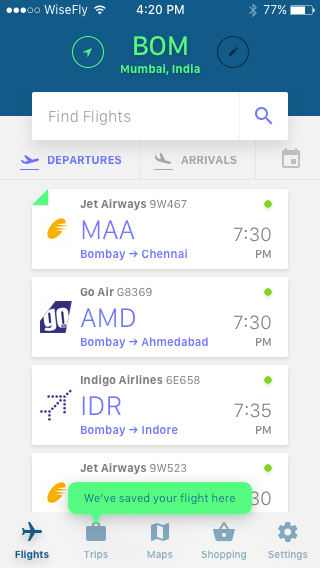 WiseFly 4:20 PM 77%
BOM
Mumbai, India
Find Flights
DEPARTURES ARRIVALS
Jet Airways 9W467
MAA 7:30
Bombay → Chennai PM
Go Air G8369
go AMD 7:30
Bombay → Ahmedabad PM
Indigo Airlines 6E658
IDR 7:35
Bombay → Indore PM
Jet Airways 9W523
We've saved your flight here
Flights Trips Maps Shopping Settings